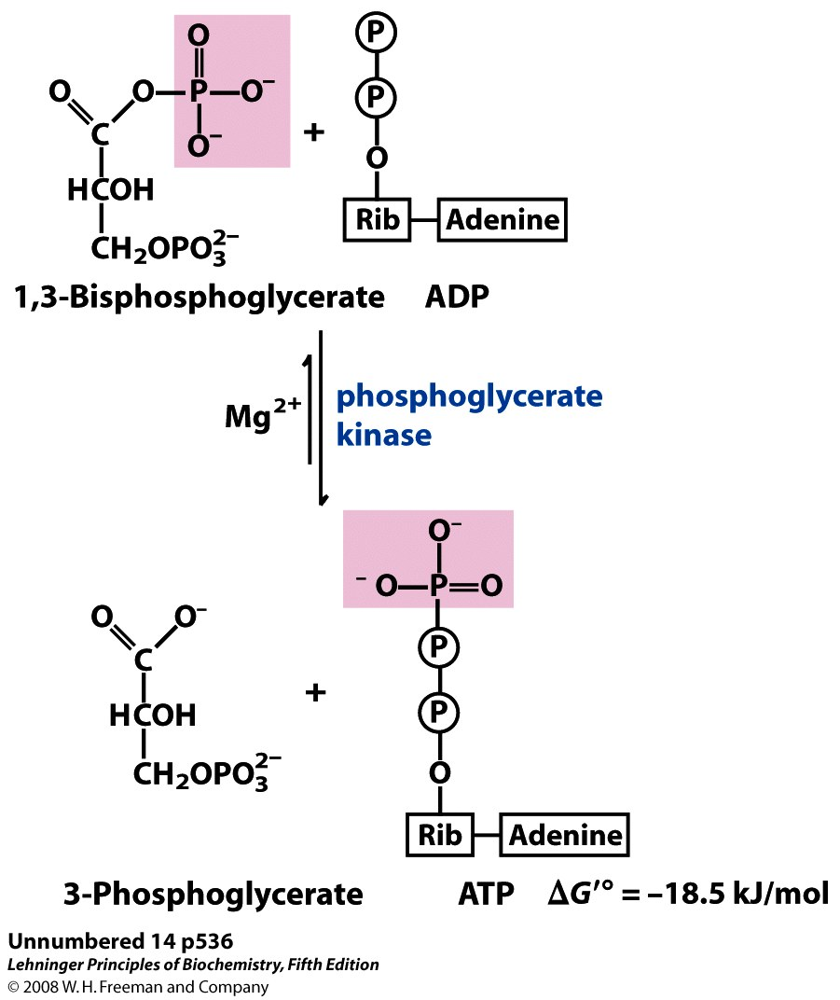 O
P
O O P O⁻
P
C O⁻ +
O
HCOH
Rib Adenine
CH₂OPO₃²⁻
1,3-Bisphosphoglycerate ADP
Mg²⁺ phosphoglycerate
kinase
O⁻
⁻O P O
O O⁻
P
C
+
HCOH P
CH₂OPO₃²⁻ O
Rib Adenine
3-Phosphoglycerate ATP ΔG′° = –18.5 kJ/mol
Unnumbered 14 p536
Lehninger Principles of Biochemistry, Fifth Edition
© 2008 W. H. Freeman and Company